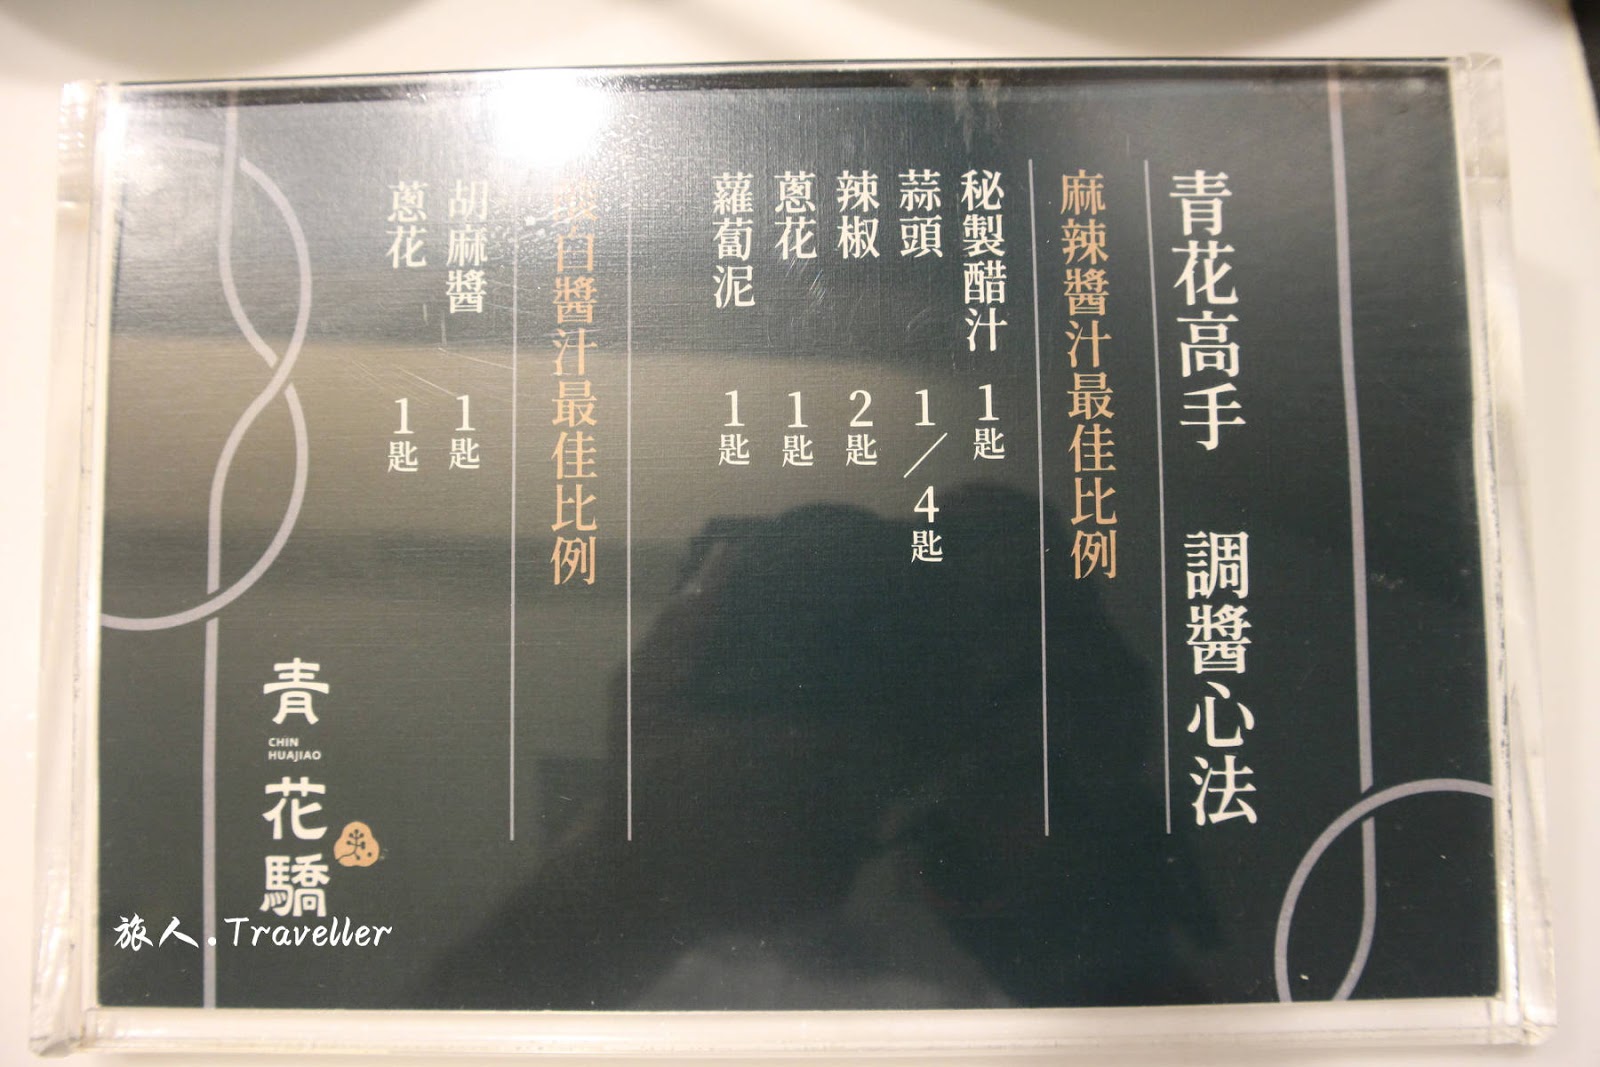 青花高手 調醬心法
麻辣醬汁最佳比例
秘製醋汁 1匙
蒜頭 1/4匙
辣椒 2匙
蔥花 1匙
蘿蔔泥 1匙
酸白醬汁最佳比例
胡麻醬 1匙
蔥花 1匙
青
CHIN
HUAJIAO
花驕
旅人.Traveller